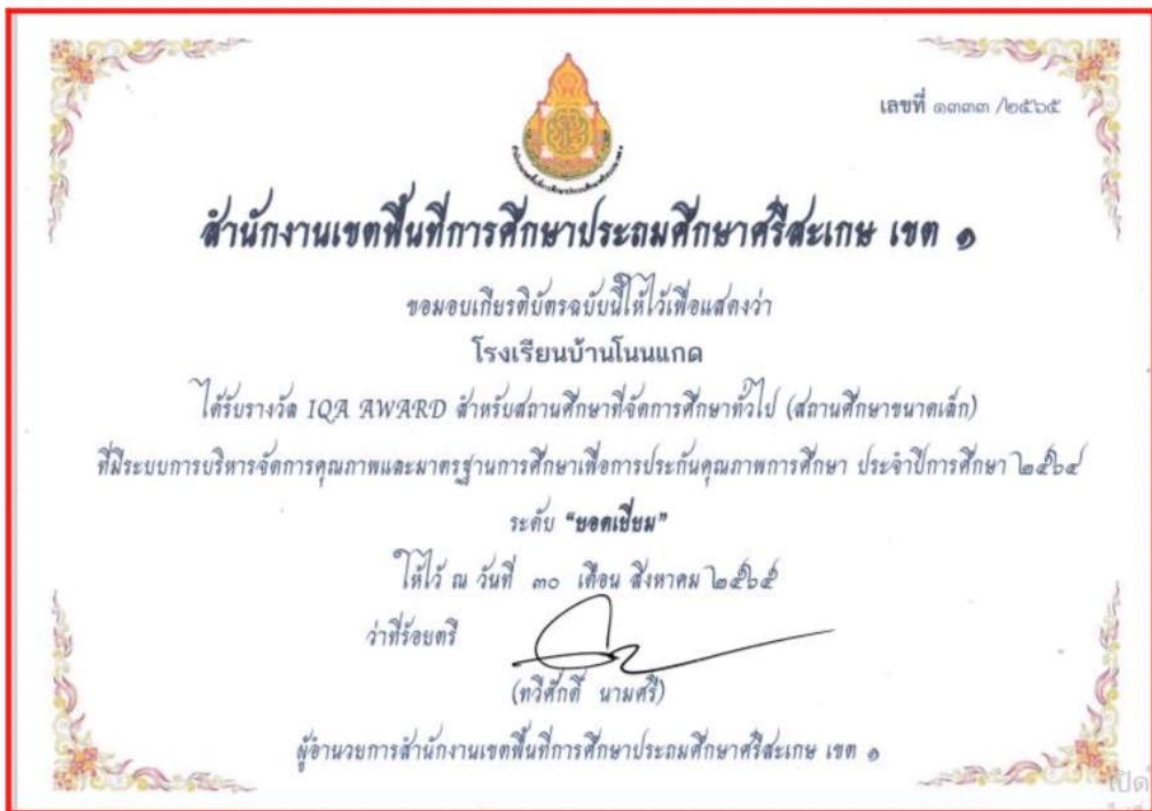 เลขที่ ๑๓๓๓ /๒๕๖๕
สำนักงานเขตพื้นที่การศึกษาประถมศึกษาศรีสะเกษ เขต ๑
ขอมอบเกียรติบัตรฉบับนี้ให้ไว้เพื่อแสดงว่า
โรงเรียนบ้านโนนแกด
ได้รับรางวัล IQA AWARD สำหรับสถานศึกษาที่จัดการศึกษาทั่วไป (สถานศึกษาขนาดเล็ก)
ที่มีระบบการบริหารจัดการคุณภาพและมาตรฐานการศึกษาเพื่อการประกันคุณภาพการศึกษา ประจำปีการศึกษา ๒๕๖๔
ระดับ “ยอดเยี่ยม”
ให้ไว้ ณ วันที่ ๓๐ เดือน สิงหาคม ๒๕๖๕
ว่าที่ร้อยตรี
(ทวีศักดิ์ นามศรี)
ผู้อำนวยการสำนักงานเขตพื้นที่การศึกษาประถมศึกษาศรีสะเกษ เขต ๑
เปิด